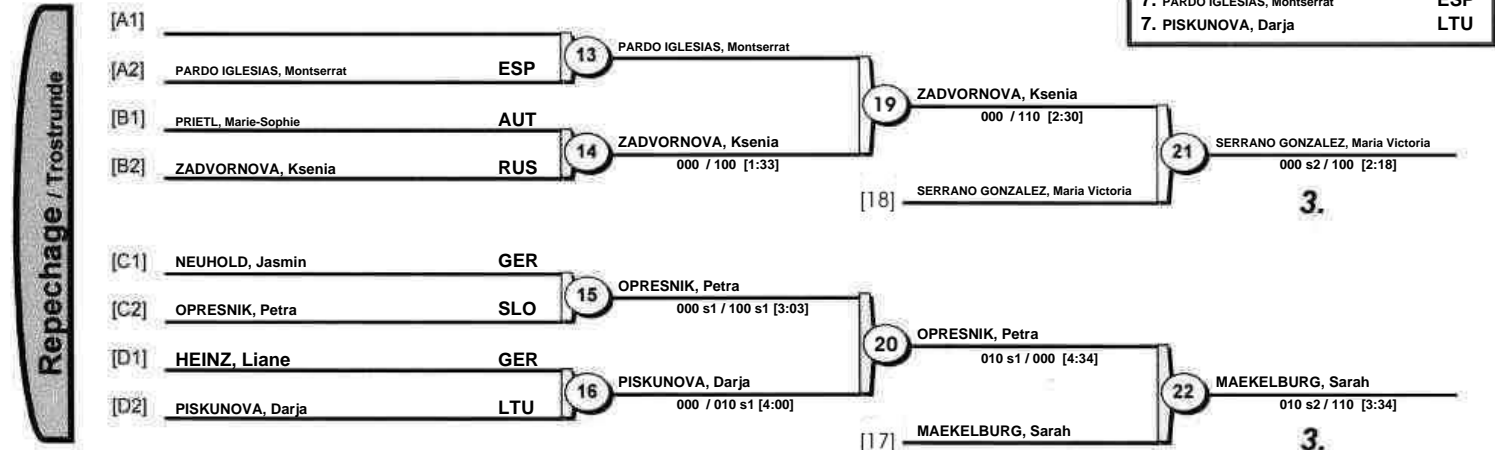 7. PARDO IGLESIAS, Montserrat ESP
7. PISKUNOVA, Darja LTU
Repechage / Trostrunde
[A1]
13 PARDO IGLESIAS, Montserrat
[A2] PARDO IGLESIAS, Montserrat ESP
19 ZADVORNOVA, Ksenia
000 / 110 [2:30]
[B1] PRIETL, Marie-Sophie AUT
14 ZADVORNOVA, Ksenia
000 / 100 [1:33]
[B2] ZADVORNOVA, Ksenia RUS
21 SERRANO GONZALEZ, Maria Victoria
000 s2 / 100 [2:18]
[18] SERRANO GONZALEZ, Maria Victoria
3.
[C1] NEUHOLD, Jasmin GER
15 OPRESNIK, Petra
000 s1 / 100 s1 [3:03]
[C2] OPRESNIK, Petra SLO
20 OPRESNIK, Petra
010 s1 / 000 [4:34]
[D1] HEINZ, Liane GER
16 PISKUNOVA, Darja
000 / 010 s1 [4:00]
[D2] PISKUNOVA, Darja LTU
22 MAEKELBURG, Sarah
010 s2 / 110 [3:34]
[17] MAEKELBURG, Sarah
3.